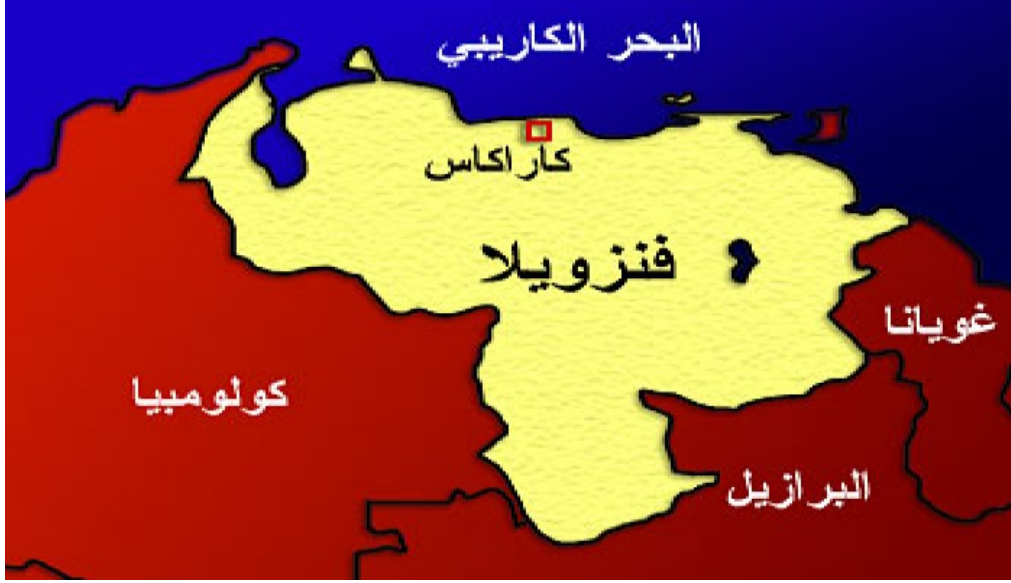 البحر الكاريبي
كاراكاس
فنزويلا
غويانا
كولومبيا
البرازيل